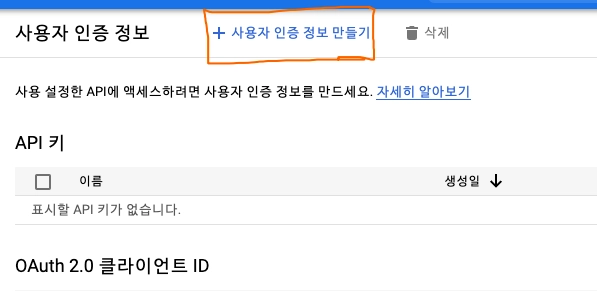 사용자 인증 정보 + 사용자 인증 정보 만들기 삭제
사용 설정한 API에 액세스하려면 사용자 인증 정보를 만드세요. 자세히 알아보기
API 키
이름 생성일
표시할 API 키가 없습니다.
OAuth 2.0 클라이언트 ID